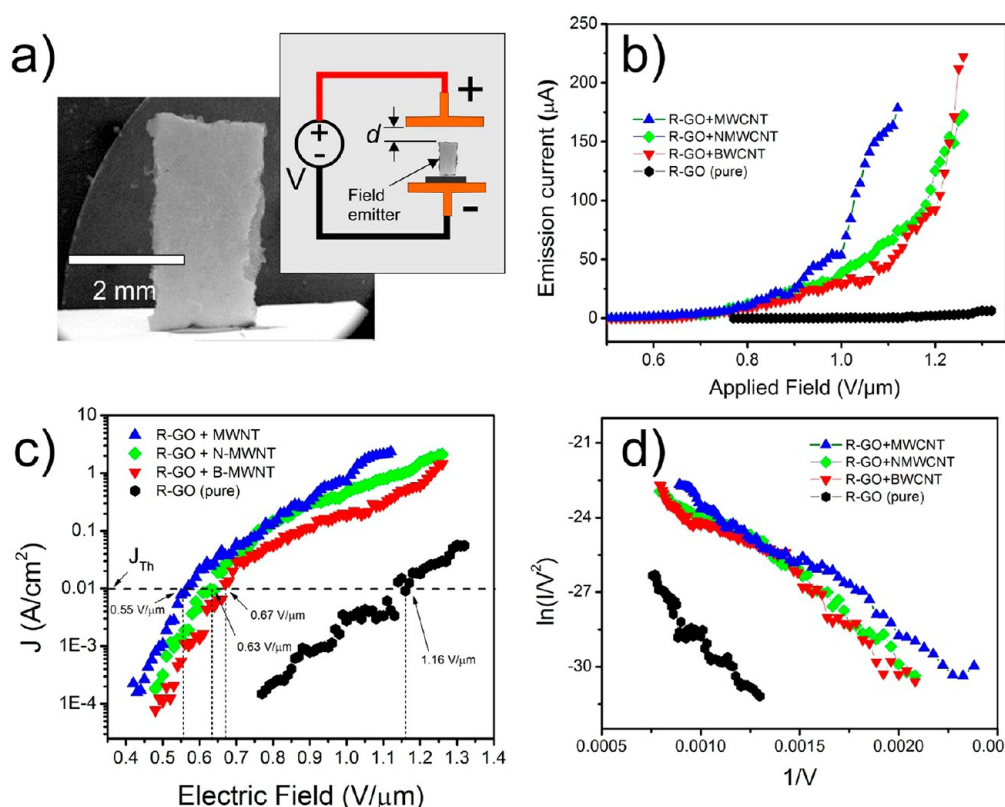 a)
2 mm
+
+
-
V
d
Field
emitter
-
b)
Emission current (μA)
250
200
150
100
50
0
R-GO+MWCNT
R-GO+NMWCNT
R-GO+BWCNT
R-GO (pure)
0.6
0.8
1.0
1.2
Applied Field (V/μm)
c)
J (A/cm²)
10
1
0.1
0.01
1E-3
1E-4
R-GO + MWNT
R-GO + N-MWNT
R-GO + B-MWNT
R-GO (pure)
JTh
0.55 V/μm
0.67 V/μm
0.63 V/μm
1.16 V/μm
0.4 0.5 0.6 0.7 0.8 0.9 1.0 1.1 1.2 1.3
Electric Field (V/μm)
d)
ln(I/V²)
-21
-24
-27
-30
R-GO+MWCNT
R-GO+NMWCNT
R-GO+BWCNT
R-GO (pure)
0.0005 0.0010 0.0015 0.0020 0.00
1/V